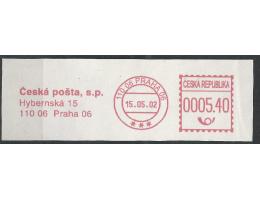 Česká pošta, s.p.
Hybernská 15
110 06 Praha 06
110 06 PRAHA 06
15.05.02
ČESKÁ REPUBLIKA
0005.40